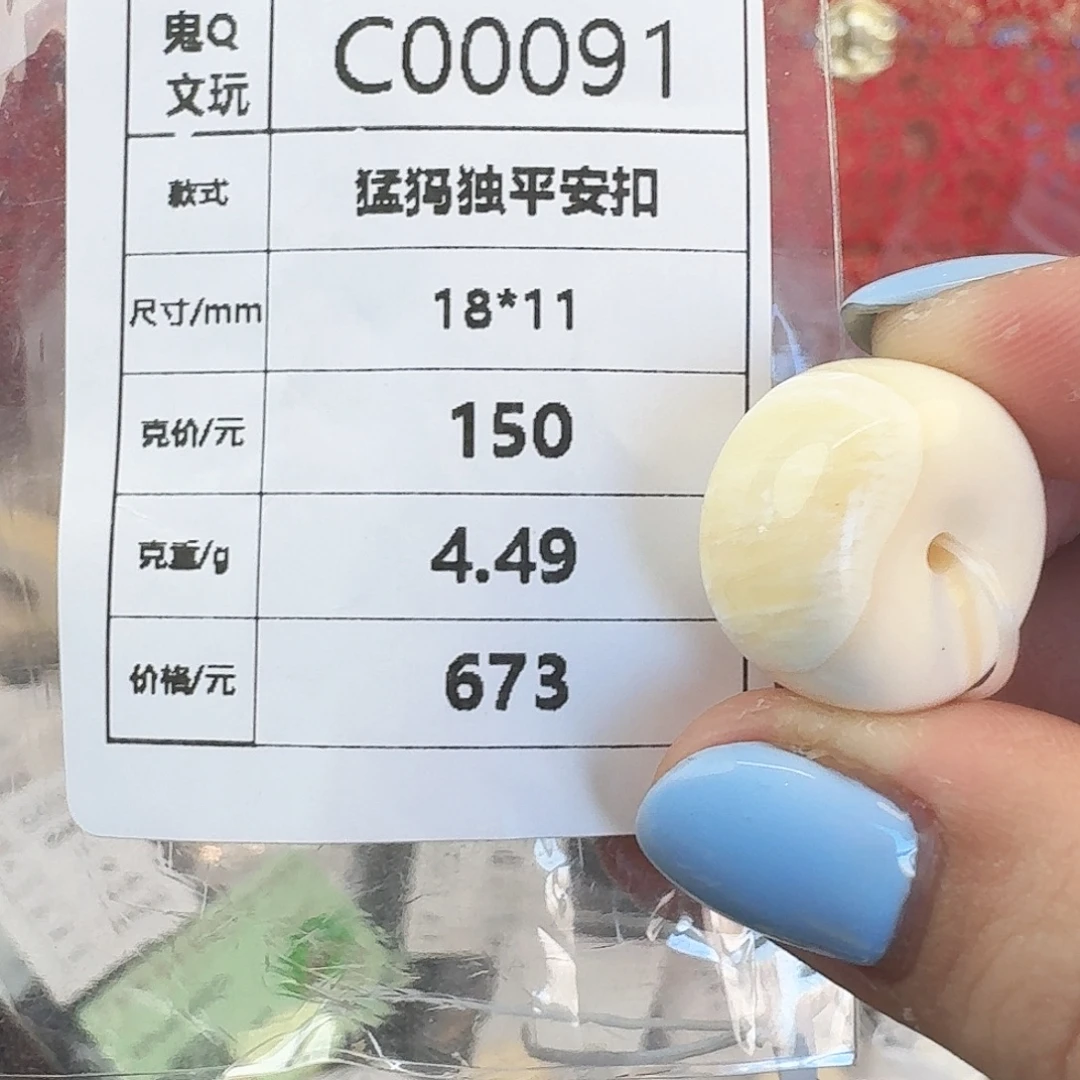 鬼Q
文玩
C00091
款式
猛犸独平安扣
尺寸/mm
18*11
克价/元
150
克重/g
4.49
价格/元
673